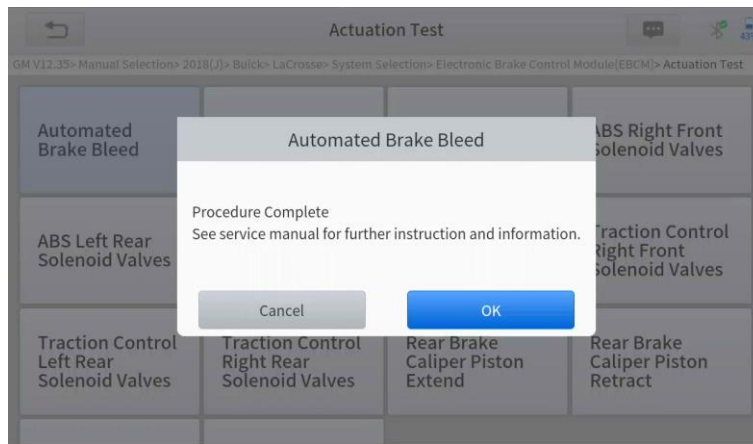 Actuation Test
43%
GM V12.35> Manual Selection> 2018(J)> Buick> LaCrosse> System Selection> Electronic Brake Control Module(EBCM)> Actuation Test
Automated
Brake Bleed
ABS Right Front
Solenoid Valves
Automated Brake Bleed
Procedure Complete
See service manual for further instruction and information.
Cancel
OK
ABS Left Rear
Solenoid Valves
Traction Control
Right Front
Solenoid Valves
Traction Control
Left Rear
Solenoid Valves
Traction Control
Right Rear
Solenoid Valves
Rear Brake
Caliper Piston
Extend
Rear Brake
Caliper Piston
Retract